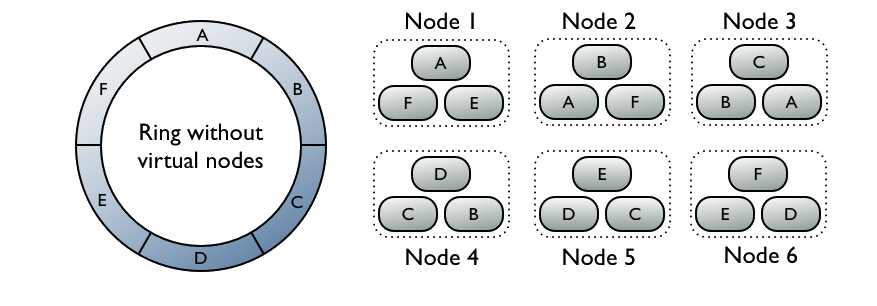 A
F
B
Ring without
virtual nodes
E
C
D
Node 1
A
F E
Node 2
B
A F
Node 3
C
B A
D
C B
Node 4
E
D C
Node 5
F
E D
Node 6